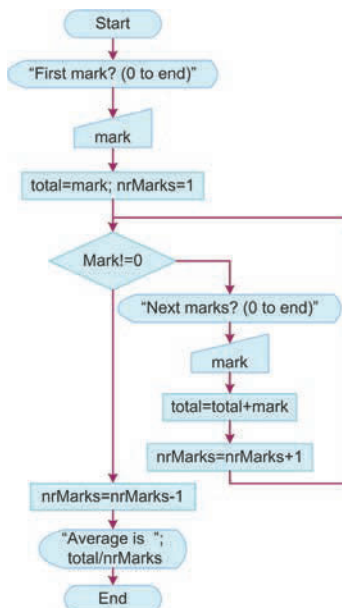 Start
“First mark? (0 to end)”
mark
total=mark; nrMarks=1
Mark!=0
“Next marks? (0 to end)”
mark
total=total+mark
nrMarks=nrMarks+1
nrMarks=nrMarks-1
“Average is  ”;
total/nrMarks
End